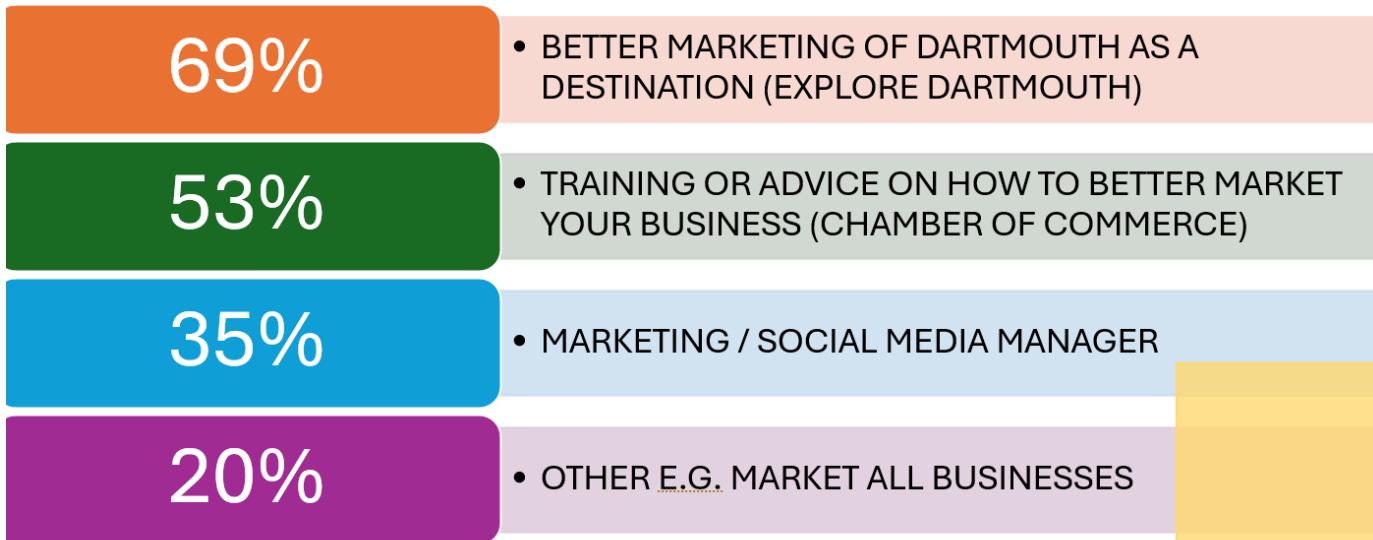 69%
• BETTER MARKETING OF DARTMOUTH AS A
DESTINATION (EXPLORE DARTMOUTH)
53%
• TRAINING OR ADVICE ON HOW TO BETTER MARKET
YOUR BUSINESS (CHAMBER OF COMMERCE)
35%
• MARKETING / SOCIAL MEDIA MANAGER
20%
• OTHER E.G. MARKET ALL BUSINESSES